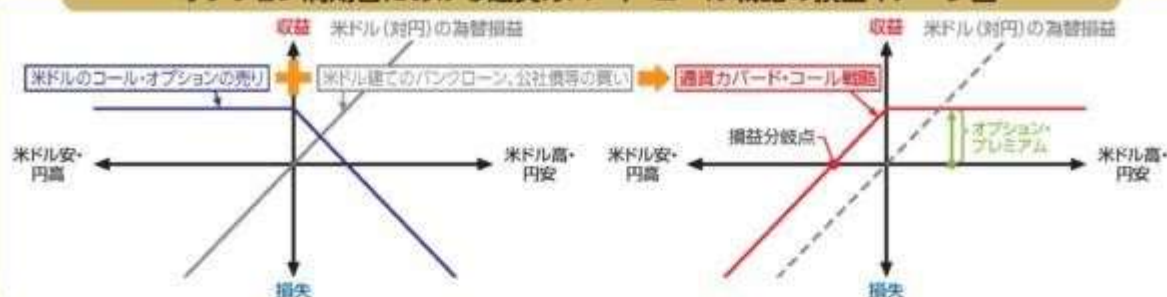 収益 米ドル(対円)の為替損益
米ドルのコール・オプションの売り
米ドル建てのバンクローン、公社債等の買い
米ドル安・
円高
米ドル高・
円安
損失
収益 米ドル(対円)の為替損益
通貨カバード・コール戦略
損益分岐点
オプション・
プレミアム
米ドル安・
円高
米ドル高・
円安
損失